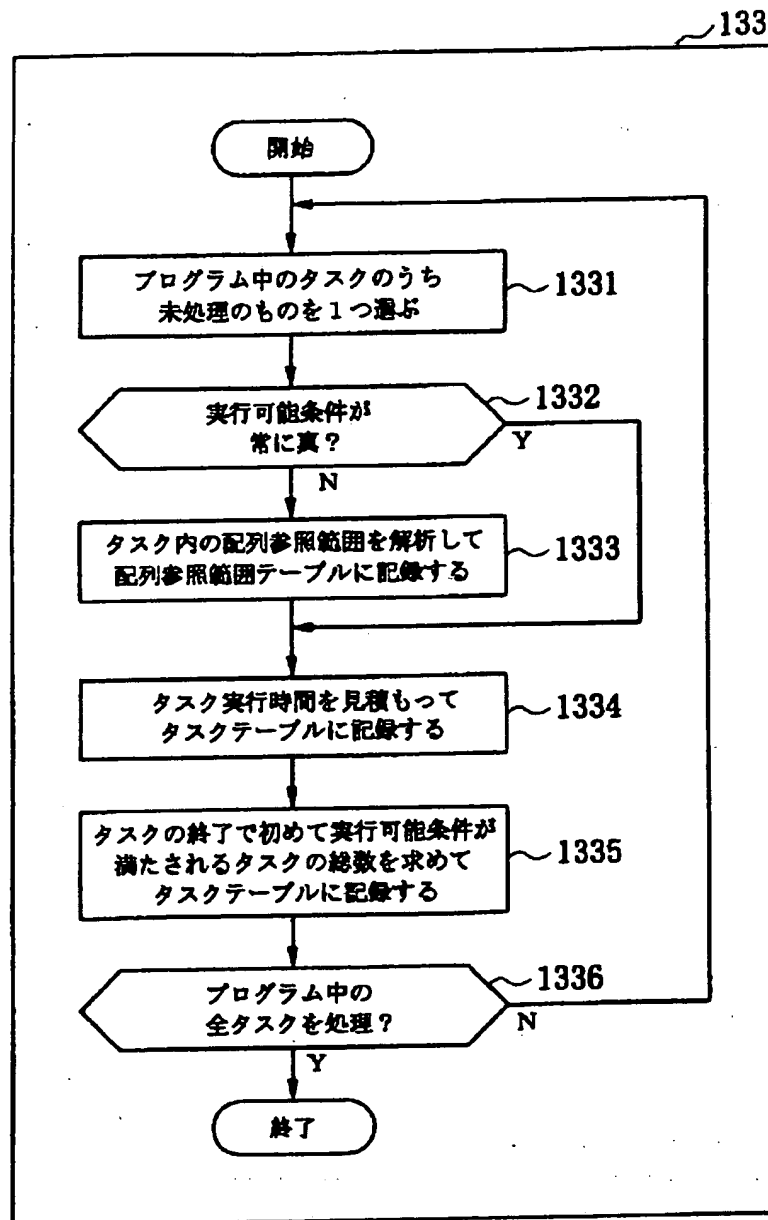 133
開始
プログラム中のタスクのうち
未処理のものを1つ選ぶ
1331
実行可能条件が
常に真?
1332
Y
N
タスク内の配列参照範囲を解析して
配列参照範囲テーブルに記録する
1333
タスク実行時間を見積もって
タスクテーブルに記録する
1334
タスクの終了で初めて実行可能条件が
満たされるタスクの総数を求めて
タスクテーブルに記録する
1335
プログラム中の
全タスクを処理?
1336
N
Y
終了